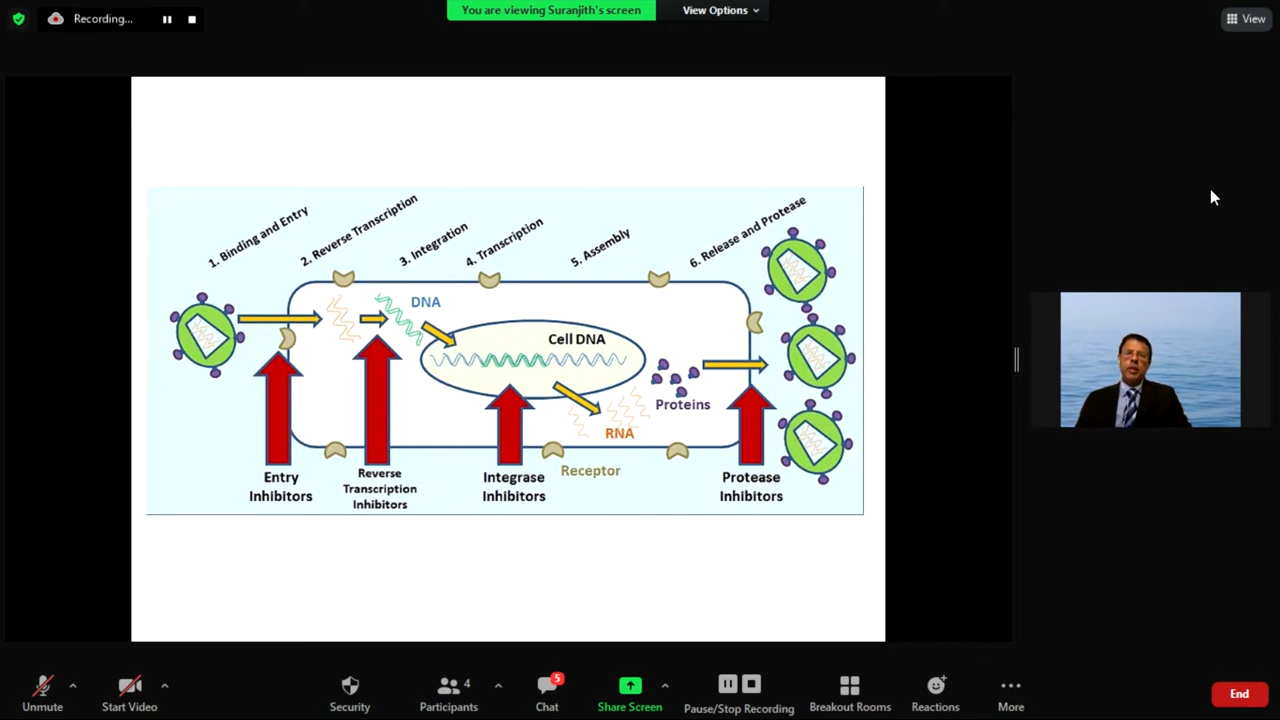 Recording...
You are viewing Suranjith's screen
View Options
View
1. Binding and Entry
2. Reverse Transcription
3. Integration
4. Transcription
5. Assembly
6. Release and Protease
DNA
Cell DNA
Proteins
RNA
Receptor
Entry
Inhibitors
Reverse
Transcription
Inhibitors
Integrase
Inhibitors
Protease
Inhibitors
Unmute
Start Video
Security
4
Participants
5
Chat
Share Screen
Pause/Stop Recording
Breakout Rooms
Reactions
More
End